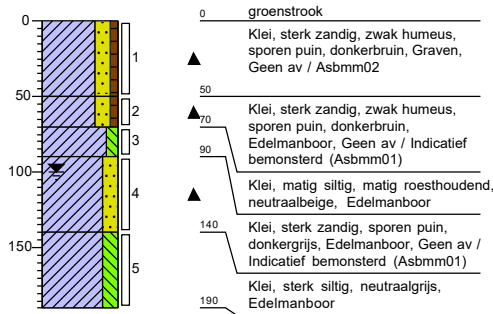 0
50
100
150
1
2
3
4
5
0 groenstrook
Klei, sterk zandig, zwak humeus,
sporen puin, donkerbruin, Graven,
Geen av / Asbmm02
50
Klei, sterk zandig, zwak humeus,
sporen puin, donkerbruin,
Edelmanboor, Geen av / Indicatief
bemonsterd (Asbmm01)
70
Klei, matig siltig, matig roesthoudend,
neutraalbeige, Edelmanboor
90
Klei, sterk zandig, sporen puin,
donkergrijs, Edelmanboor, Geen av /
Indicatief bemonsterd (Asbmm01)
140
Klei, sterk siltig, neutraalgrijs,
Edelmanboor
190